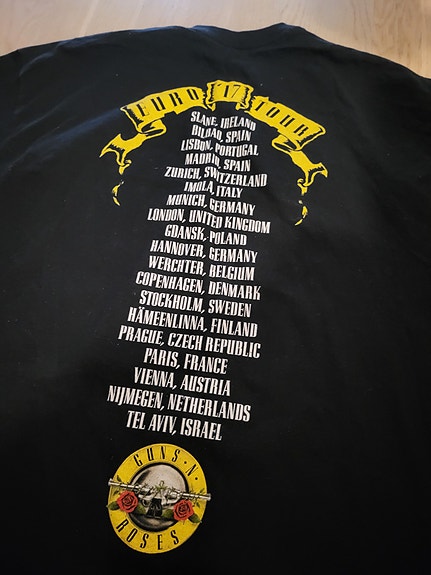 EURO '17 TOUR
SLANE, IRELAND
BILBAO, SPAIN
LISBON, PORTUGAL
MADRID, SPAIN
ZURICH, SWITZERLAND
IMOLA, ITALY
MUNICH, GERMANY
LONDON, UNITED KINGDOM
GDANSK, POLAND
HANNOVER, GERMANY
WERCHTER, BELGIUM
COPENHAGEN, DENMARK
STOCKHOLM, SWEDEN
HÄMEENLINNA, FINLAND
PRAGUE, CZECH REPUBLIC
PARIS, FRANCE
VIENNA, AUSTRIA
NIJMEGEN, NETHERLANDS
TEL AVIV, ISRAEL
GUNS·N·
ROSES